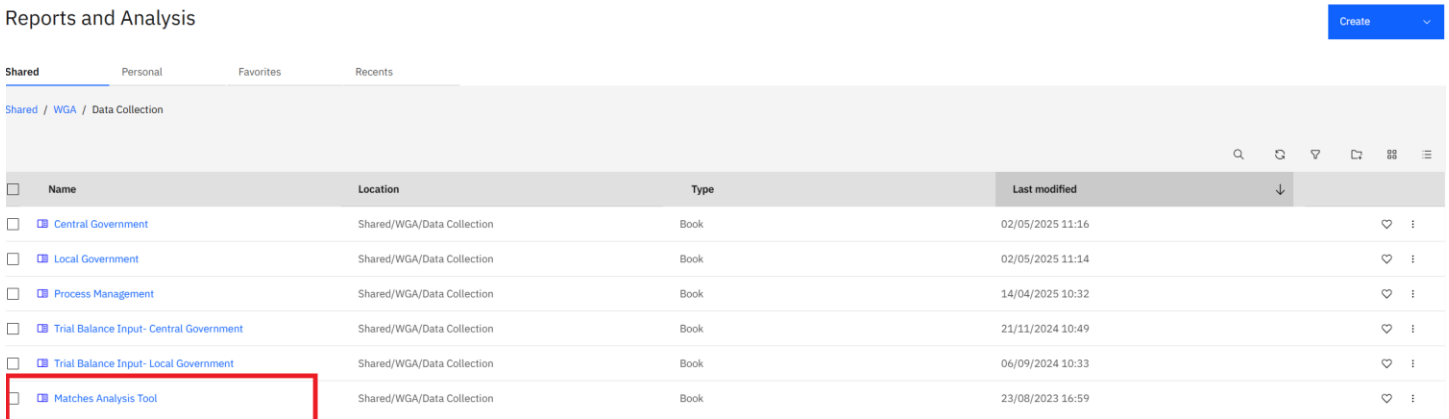 Reports and Analysis
Create
Shared Personal Favorites Recents
Shared / WGA / Data Collection
Name Location Type Last modified
Central Government Shared/WGA/Data Collection Book 02/05/2025 11:16
Local Government Shared/WGA/Data Collection Book 02/05/2025 11:14
Process Management Shared/WGA/Data Collection Book 14/04/2025 10:32
Trial Balance Input- Central Government Shared/WGA/Data Collection Book 21/11/2024 10:49
Trial Balance Input- Local Government Shared/WGA/Data Collection Book 06/09/2024 10:33
Matches Analysis Tool Shared/WGA/Data Collection Book 23/08/2023 16:59